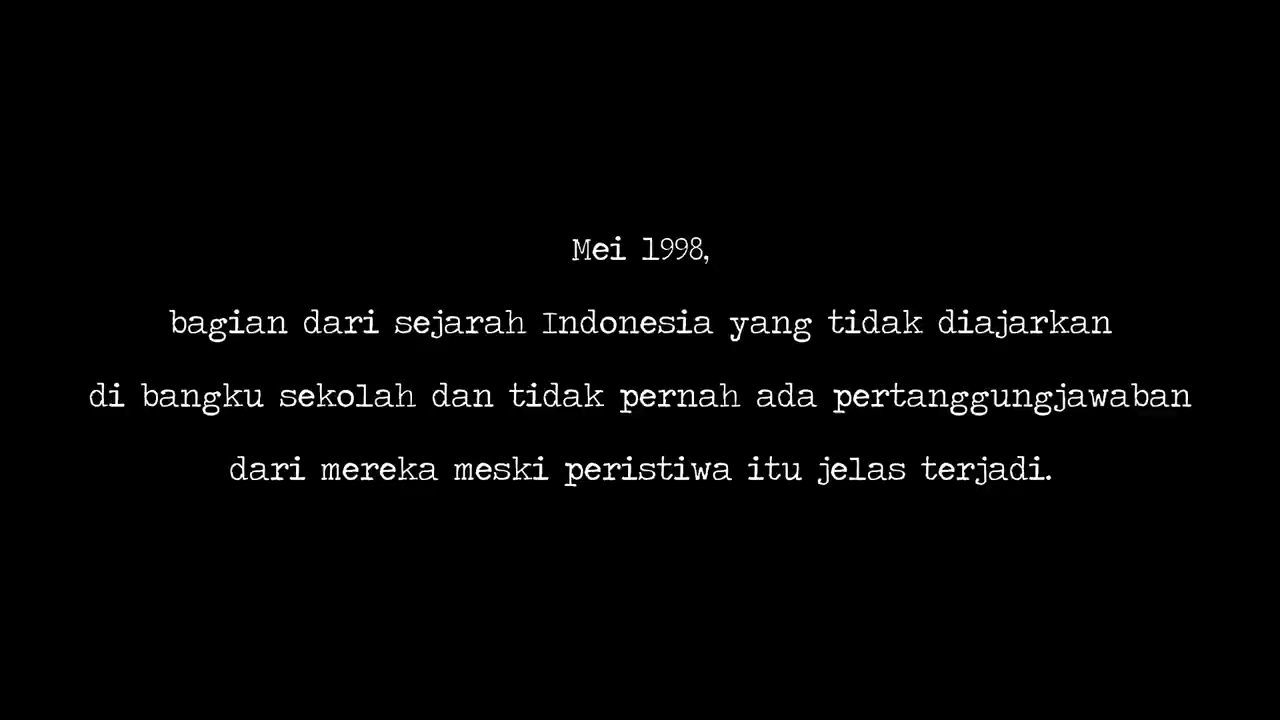 Mei 1998,
bagian dari sejarah Indonesia yang tidak diajarkan
di bangku sekolah dan tidak pernah ada pertanggungjawaban
dari mereka meski peristiwa itu jelas terjadi.